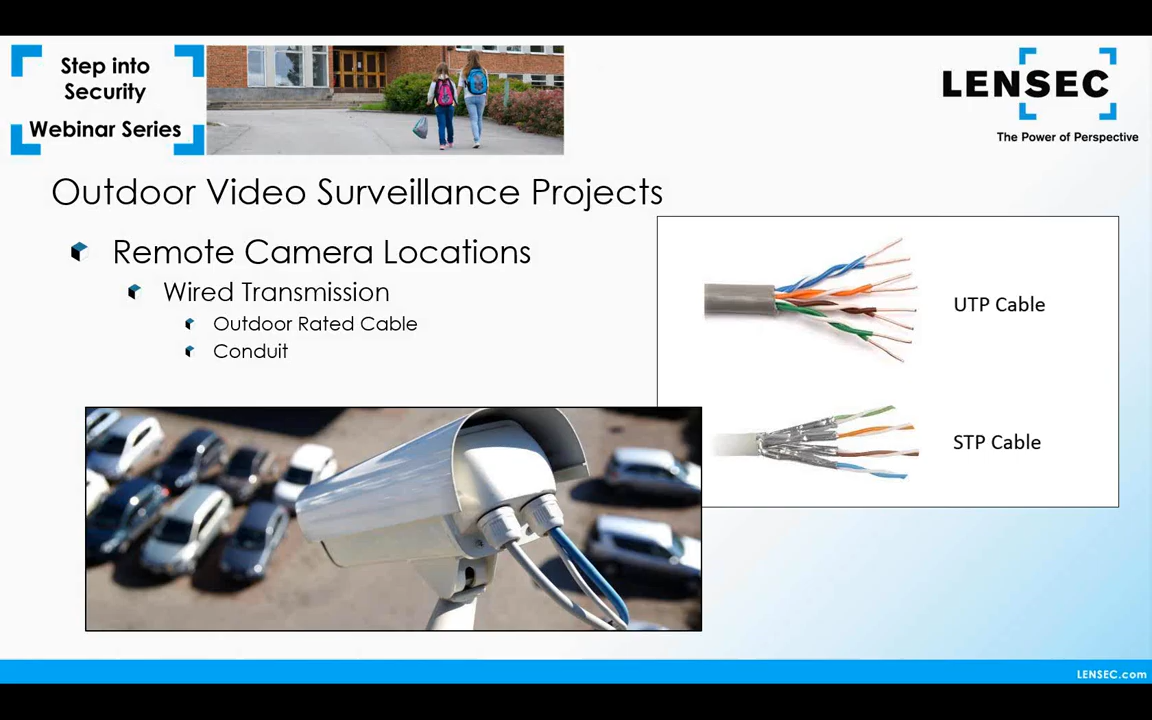 Step into
Security
Webinar Series
LENSEC
The Power of Perspective
Outdoor Video Surveillance Projects
Remote Camera Locations
Wired Transmission
Outdoor Rated Cable
Conduit
UTP Cable
STP Cable
LENSEC.com